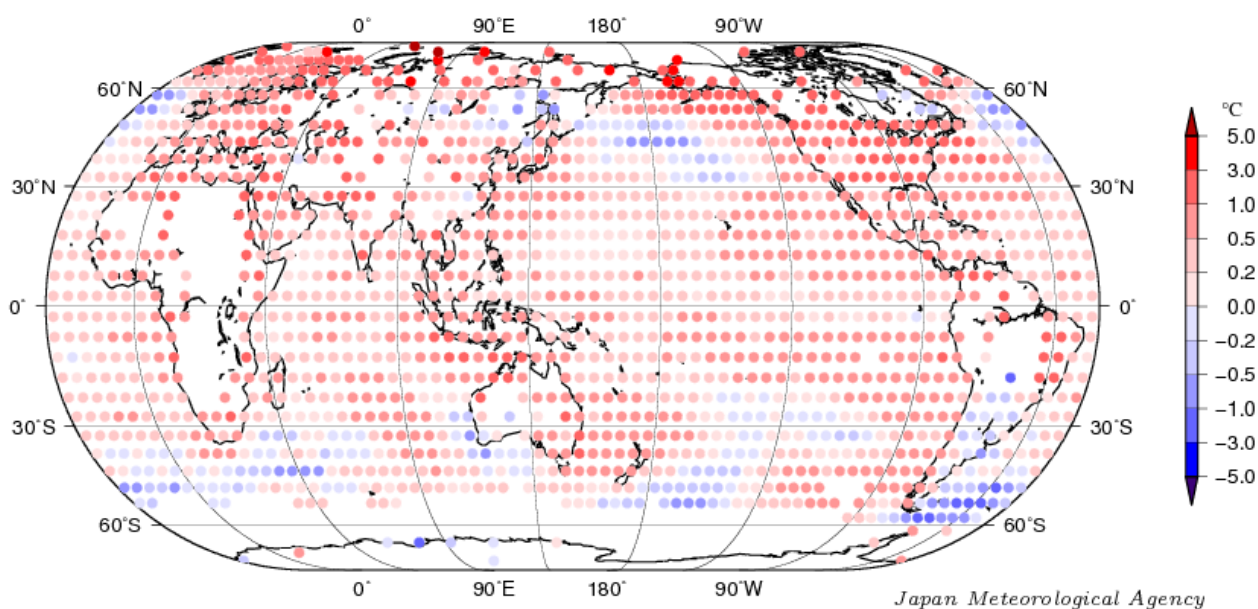 0° 90°E 180° 90°W
60°N 60°N
30°N 30°N
0° 0°
30°S 30°S
60°S 60°S
0° 90°E 180° 90°W
°C
5.0
3.0
1.0
0.5
0.2
0.0
−0.2
−0.5
−1.0
−3.0
−5.0
Japan Meteorological Agency